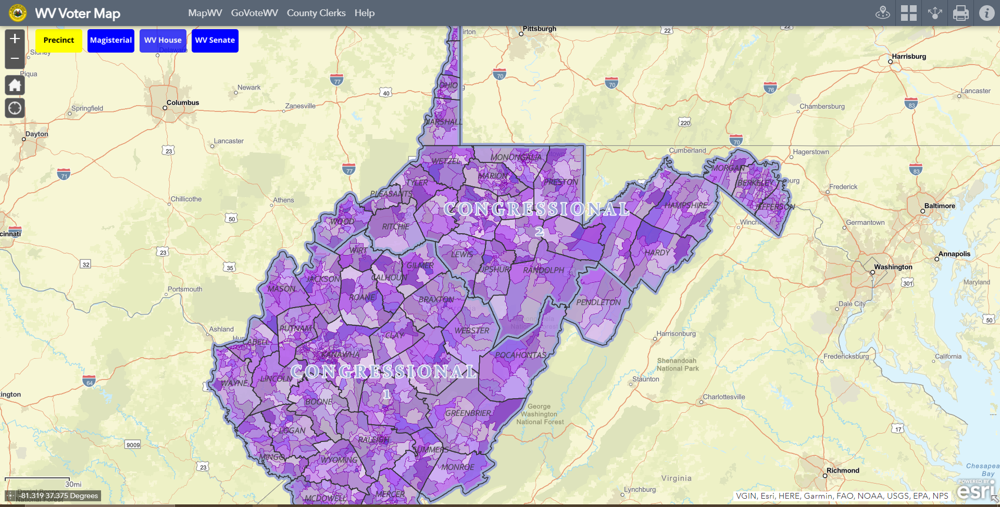 WV Voter Map
MapWV GoVoteWV County Clerks Help
Precinct
Magisterial
WV House
WV Senate
+
−
Sidney
Delaware
Piqua
Newark
Columbus
Springfield
Zanesville
Dayton
Lancaster
Chillicothe
Athens
cinnati
Portsmouth
Ashland
ington
Pittsburgh
irton
Harrisburg
Lancaster
Chambersburg
Cumberland
Hagerstown
Frederick
Baltimore
Germantown
Annapolis
Washington
Maryland
Dale City
Harrisonburg
Fredericksburg
California
Shenandoah
National Park
Staunton
Charlottesville
George
Washington
National Forest
Virginia
Richmond
Lynchburg
Chesapea
Bay
22
22
70
70
76
77
40
83
220
70
23
71
77
83
50
23
32
35
301
50
64
17
9009
23
OHIO
MARSHALL
WETZEL
MONONGALIA
MARION
PRESTON
TYLER
PLEASANTS
MORGAN
BERKELEY
JEFFERSON
HAMPSHIRE
CONGRESSIONAL
2
WOOD
RITCHIE
WIRT
LEWIS
HARDY
GILMER
UPSHUR
RANDOLPH
CALHOUN
JACKSON
MASON
ROANE
BRAXTON
PENDLETON
PUTNAM
CLAY
WEBSTER
ABELL
KANAWHA
POCAHONTAS
CONGRESSIONAL
1
LINCOLN
WAYNE
BOONE
GREENBRIER
LOGAN
RALEIGH
SUMMERS
MINGO
WYOMING
MONROE
MERCER
MCDOWELL
30mi
-81.319 37.375 Degrees
VGIN, Esri, HERE, Garmin, FAO, NOAA, USGS, EPA, NPS
POWERED BY
esri